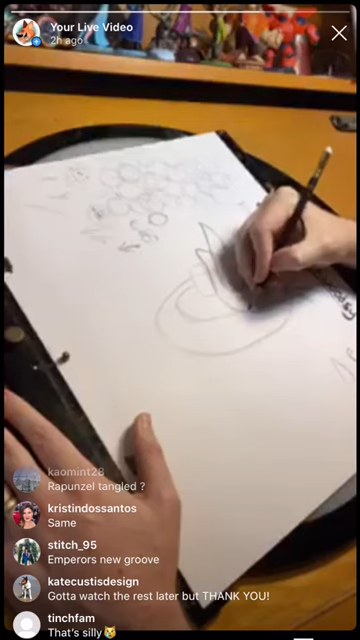 Your Live Video
2h ago
kaomint28
Rapunzel tangled ?
kristindossantos
Same
stitch_95
Emperors new groove
katecustisdesign
Gotta watch the rest later but THANK YOU!
tinchfam
That's silly😹